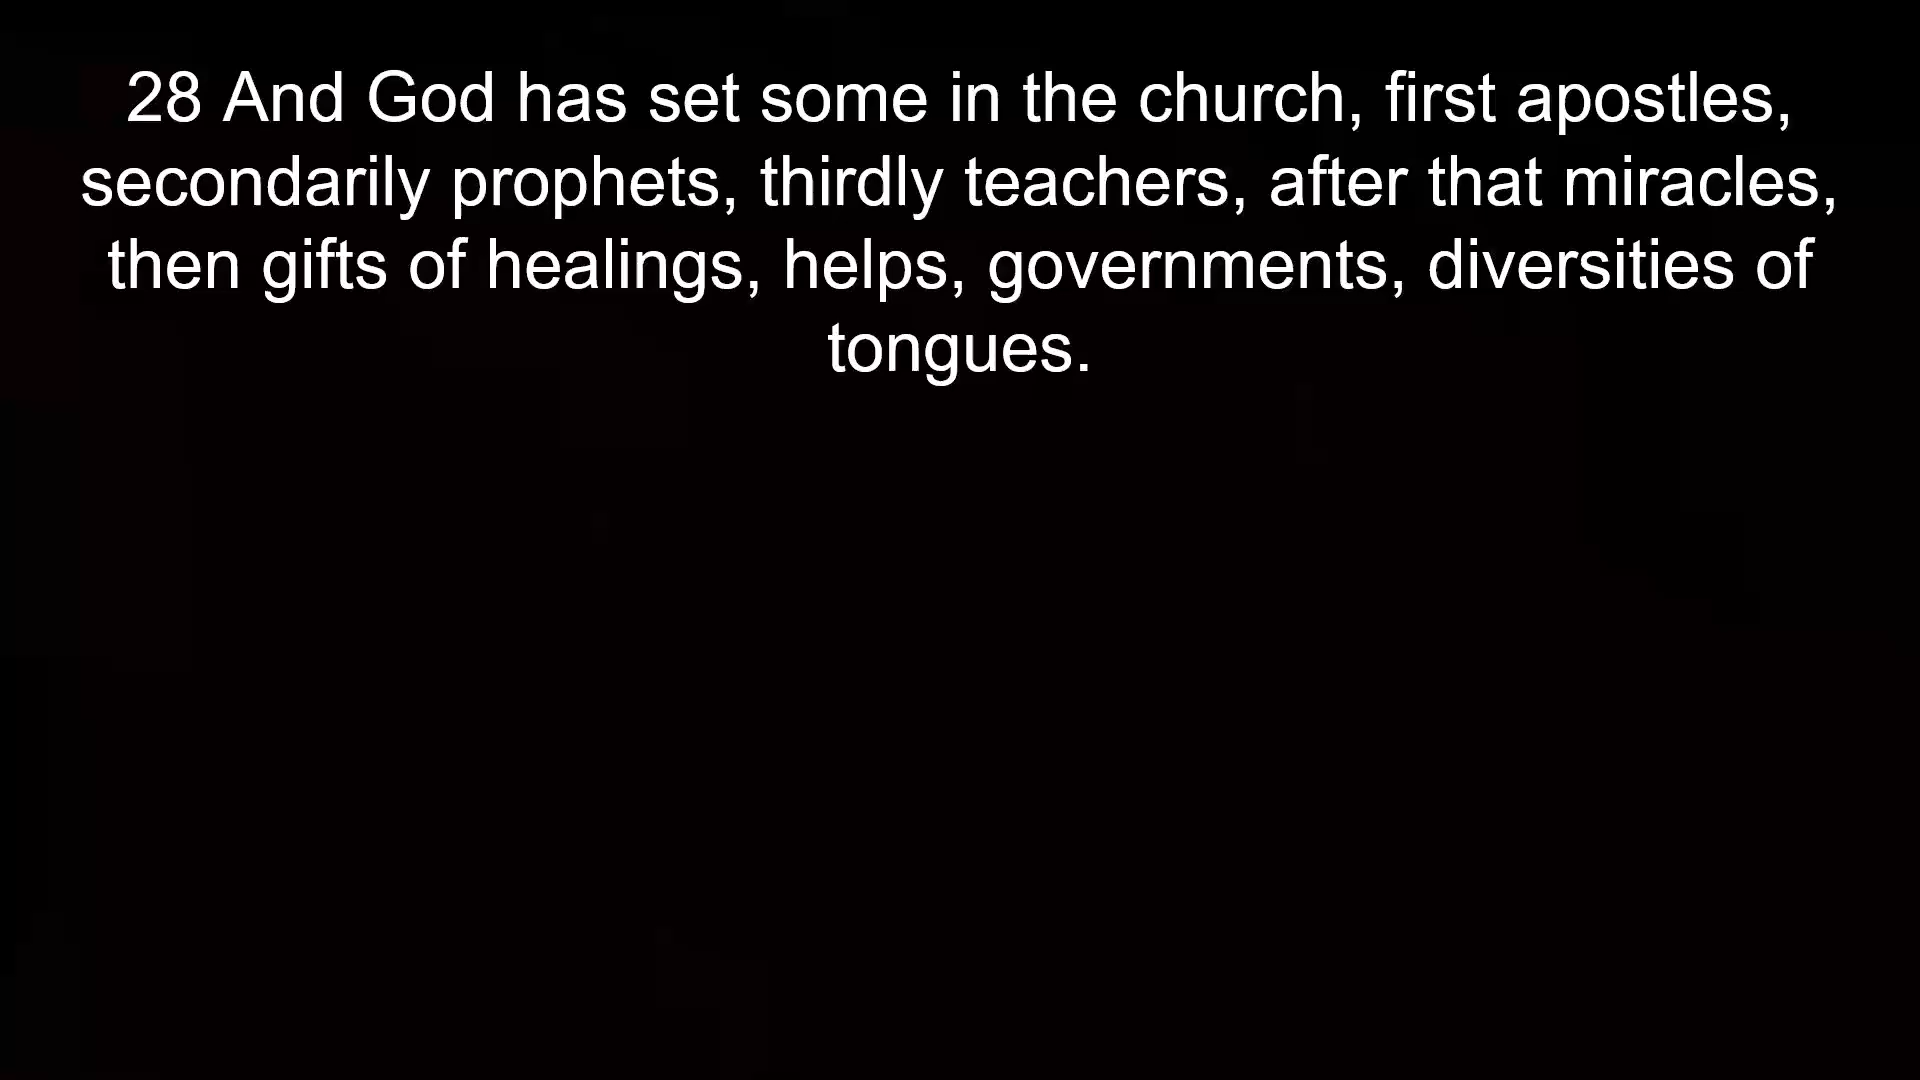 28 And God has set some in the church, first apostles,
secondarily prophets, thirdly teachers, after that miracles,
then gifts of healings, helps, governments, diversities of
tongues.